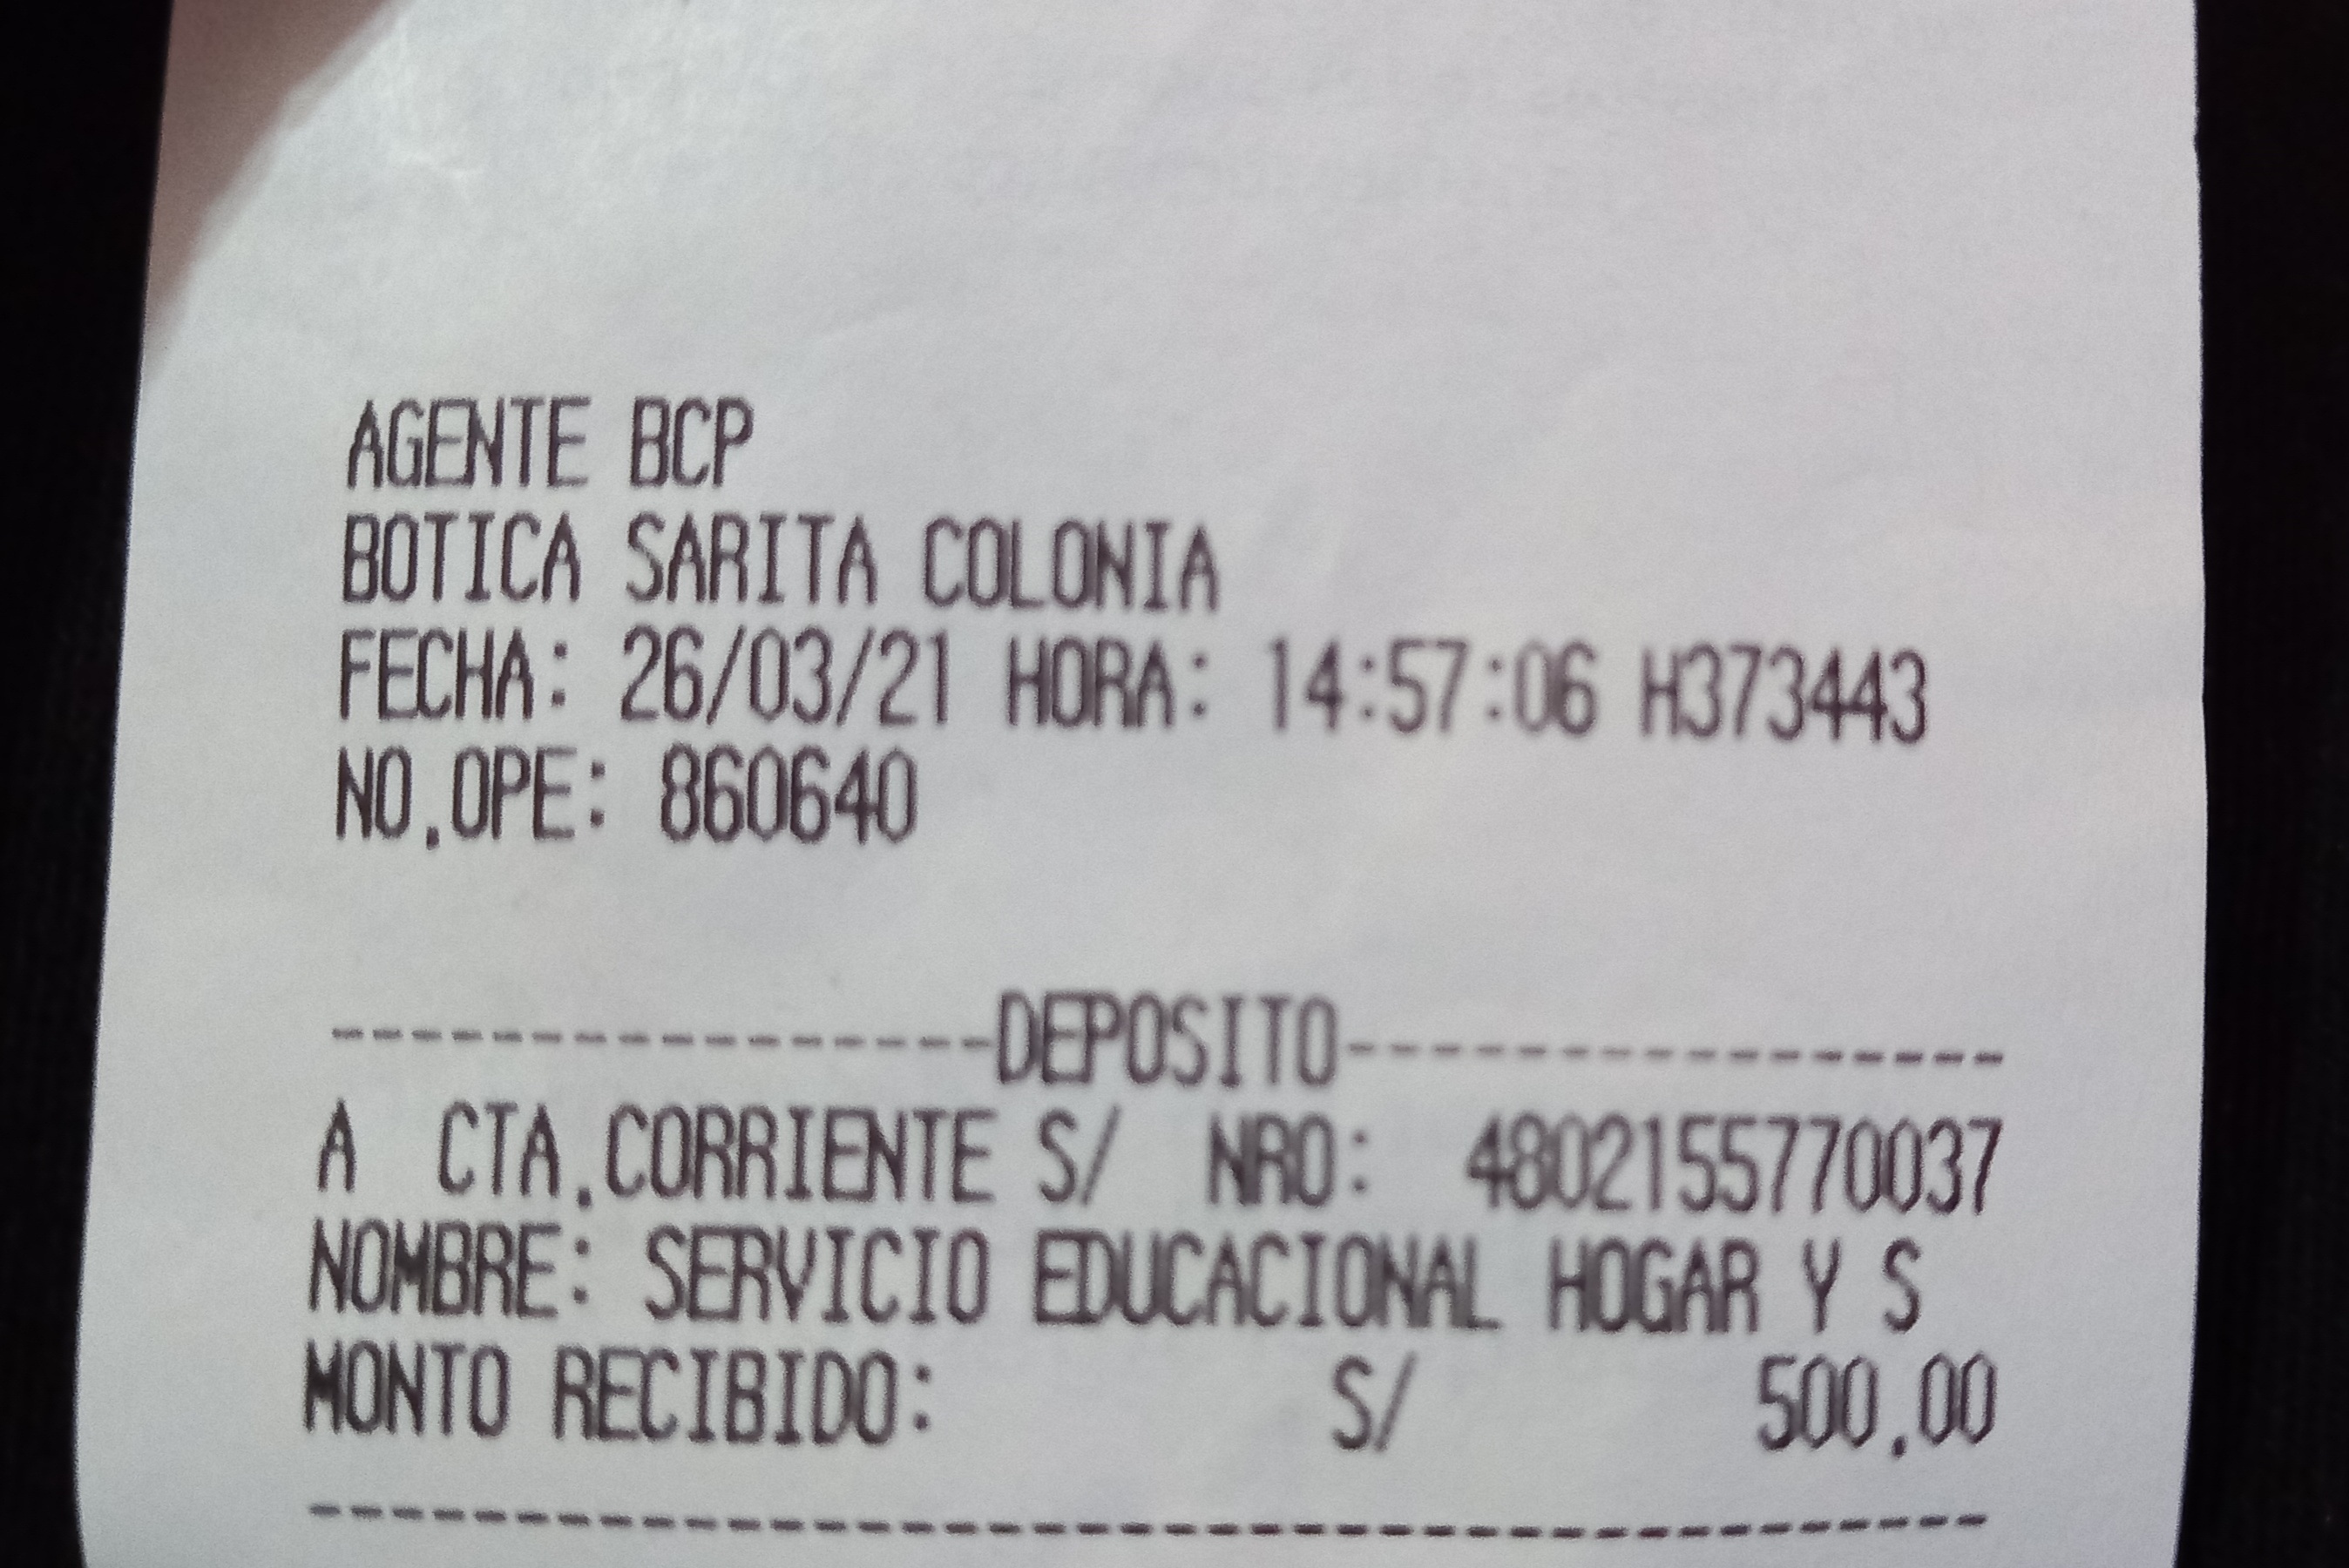 AGENTE BCP
BOTICA SARITA COLONIA
FECHA: 26/03/21 HORA: 14:57:06 H373443
NO.OPE: 860640
-----------------DEPOSITO-----------------
A  CTA.CORRIENTE S/  NRO:  4802155770037
NOMBRE: SERVICIO EDUCACIONAL HOGAR Y S
MONTO RECIBIDO: S/ 500.00